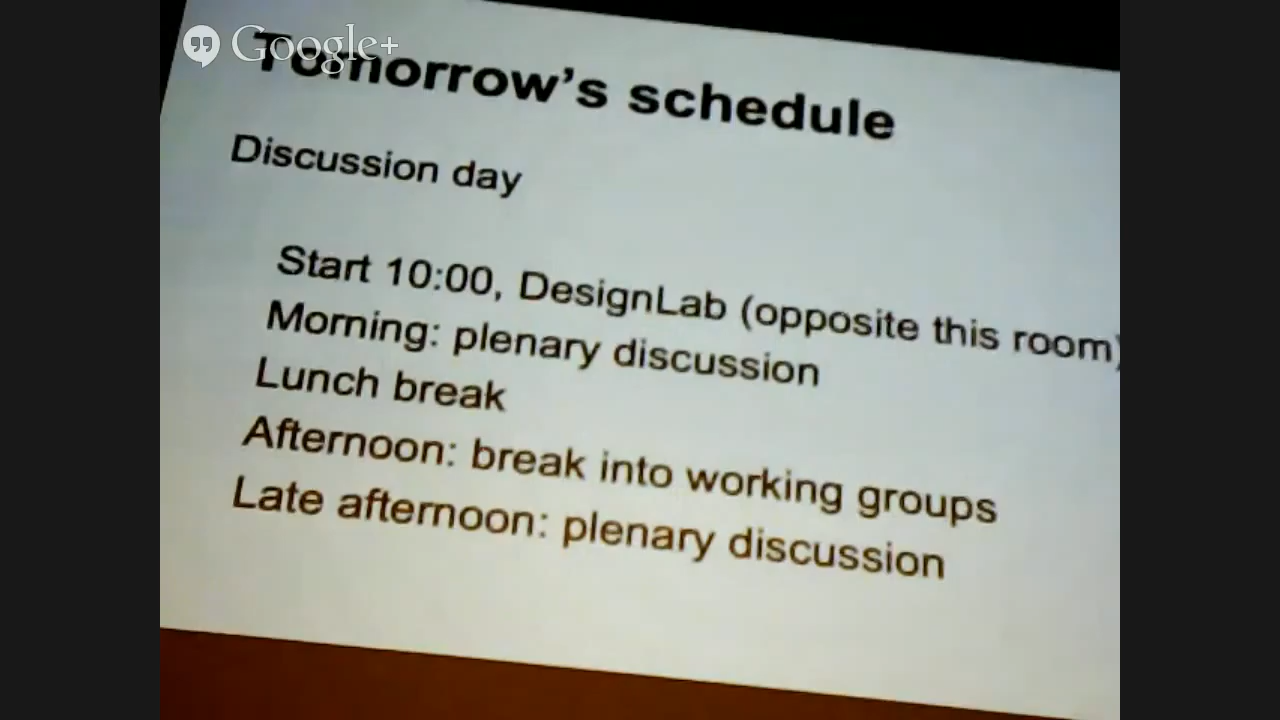 Google+
Tomorrow's schedule
Discussion day
Start 10:00, DesignLab (opposite this room)
Morning: plenary discussion
Lunch break
Afternoon: break into working groups
Late afternoon: plenary discussion